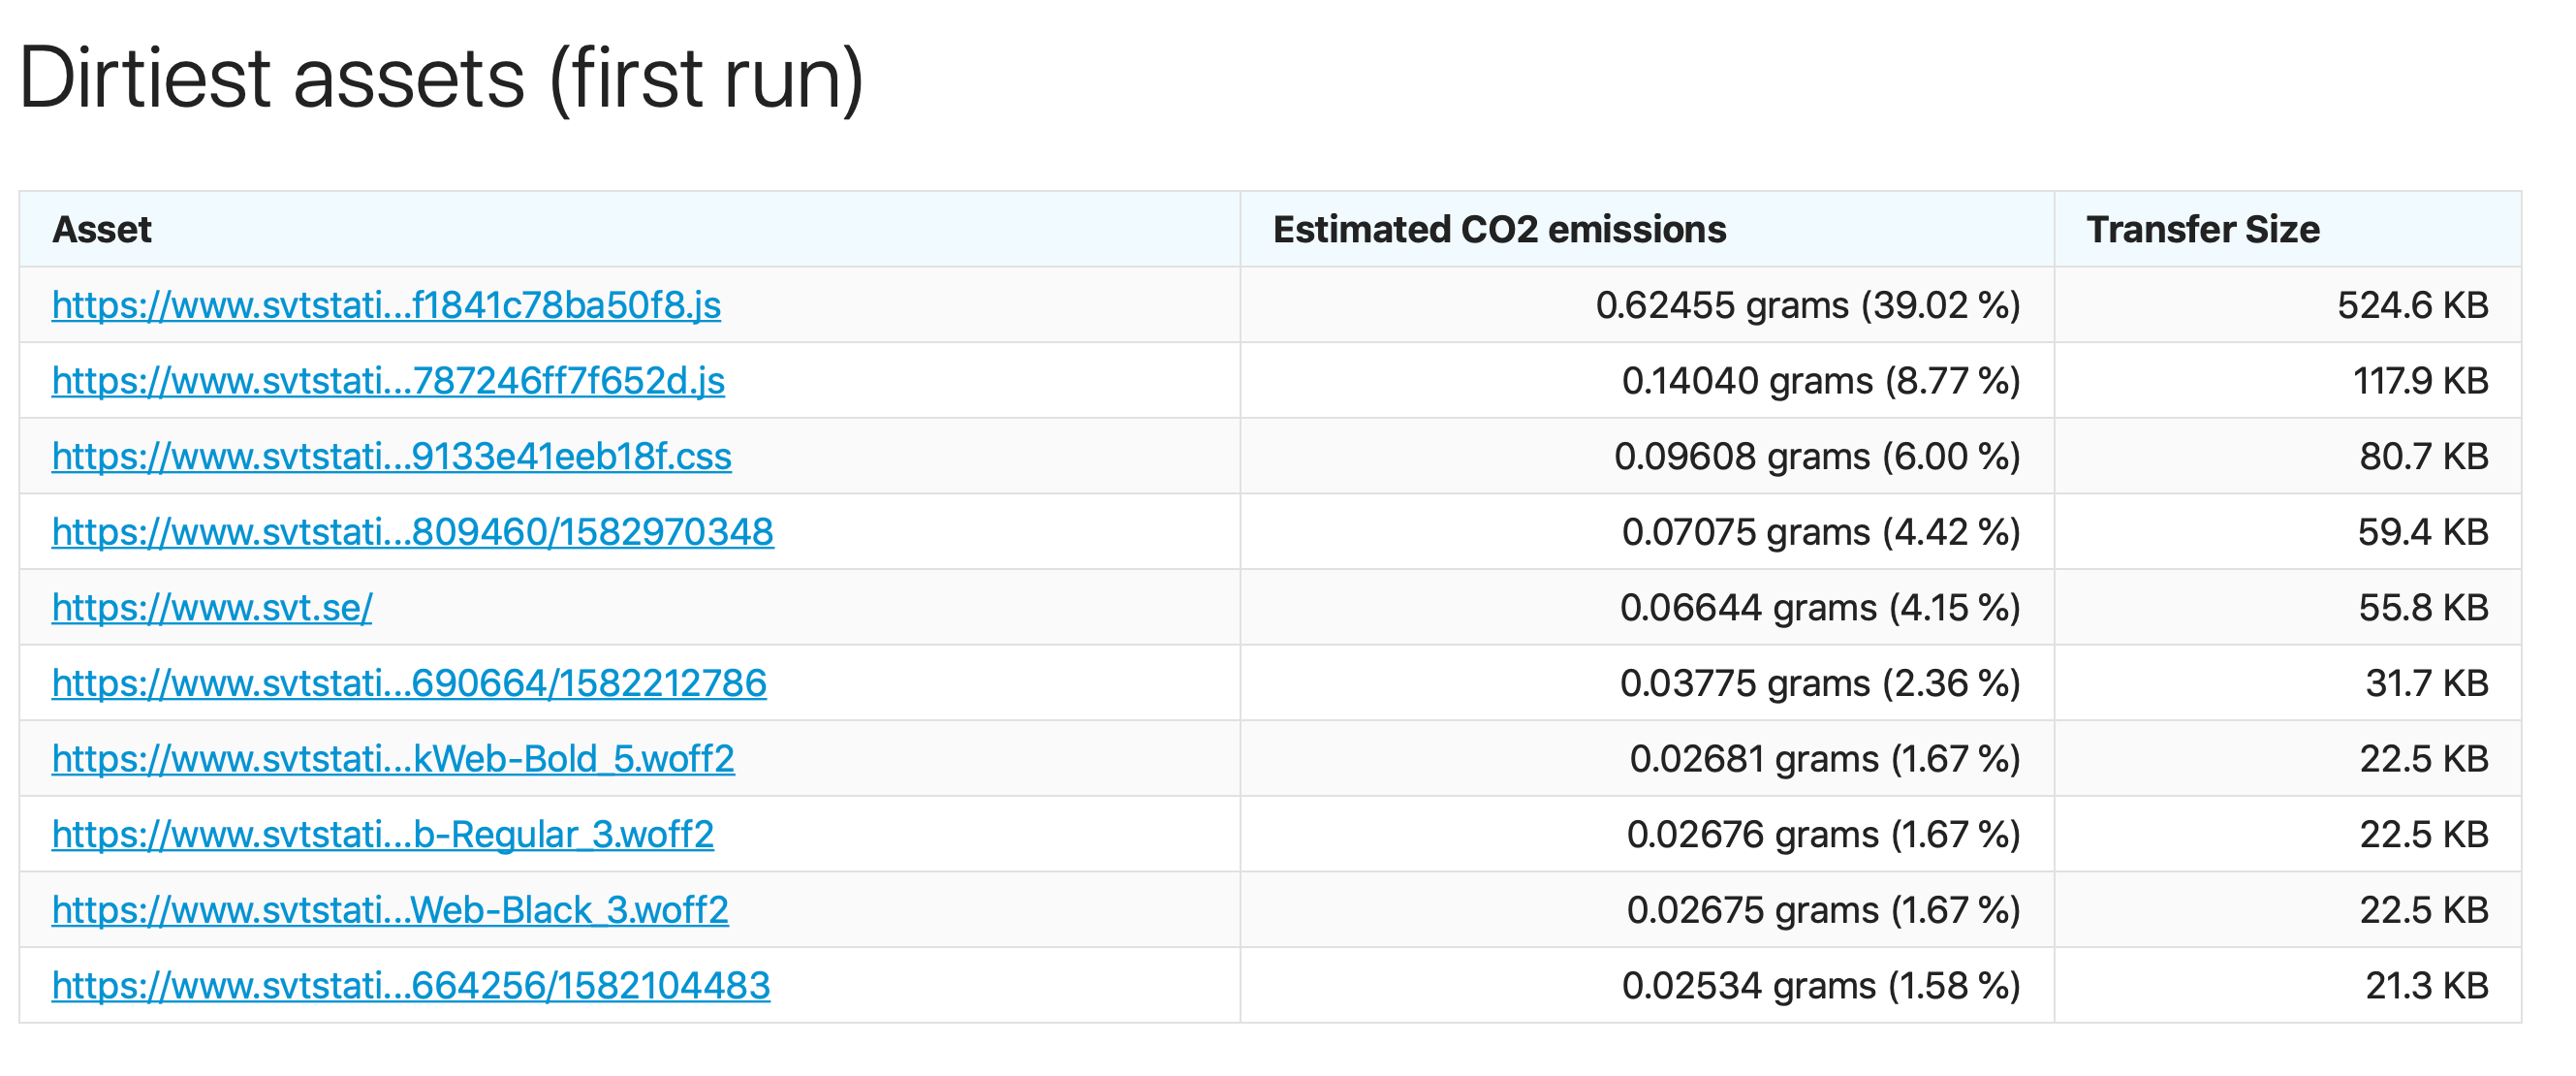 Dirtiest assets (first run)
Asset Estimated CO2 emissions Transfer Size
https://www.svtstati...f1841c78ba50f8.js 0.62455 grams (39.02 %) 524.6 KB
https://www.svtstati...787246ff7f652d.js 0.14040 grams (8.77 %) 117.9 KB
https://www.svtstati...9133e41eeb18f.css 0.09608 grams (6.00 %) 80.7 KB
https://www.svtstati...809460/1582970348 0.07075 grams (4.42 %) 59.4 KB
https://www.svt.se/ 0.06644 grams (4.15 %) 55.8 KB
https://www.svtstati...690664/1582212786 0.03775 grams (2.36 %) 31.7 KB
https://www.svtstati...kWeb-Bold_5.woff2 0.02681 grams (1.67 %) 22.5 KB
https://www.svtstati...b-Regular_3.woff2 0.02676 grams (1.67 %) 22.5 KB
https://www.svtstati...Web-Black_3.woff2 0.02675 grams (1.67 %) 22.5 KB
https://www.svtstati...664256/1582104483 0.02534 grams (1.58 %) 21.3 KB